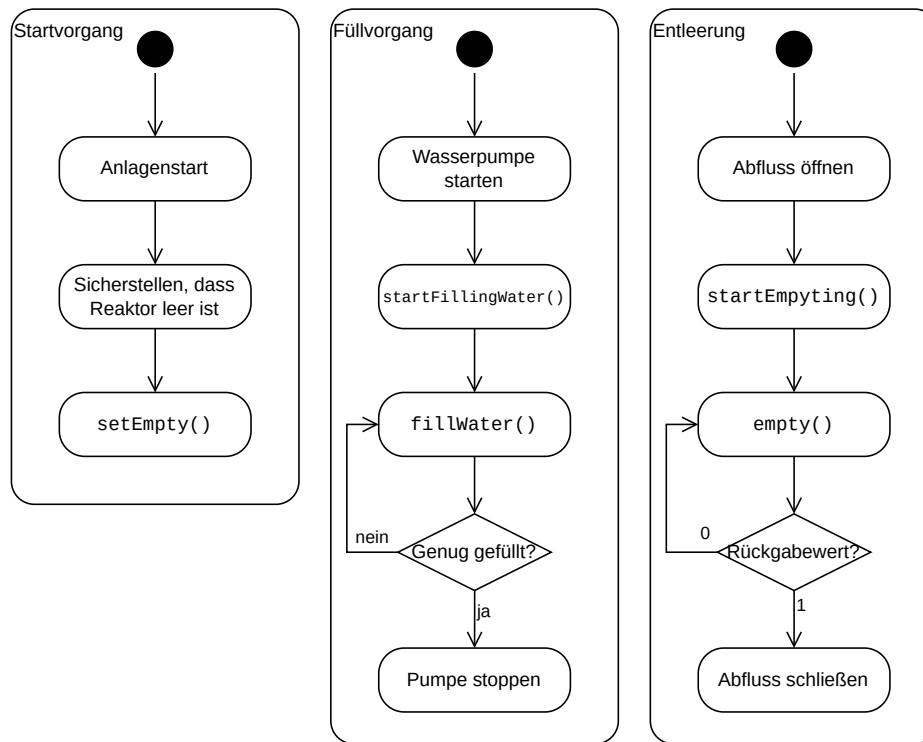 Startvorgang
Anlagenstart
Sicherstellen, dass
Reaktor leer ist
setEmpty()
Füllvorgang
Wasserpumpe
starten
startFillingWater()
fillWater()
nein
Genug gefüllt?
ja
Pumpe stoppen
Entleerung
Abfluss öffnen
startEmpyting()
empty()
0
Rückgabewert?
1
Abfluss schließen